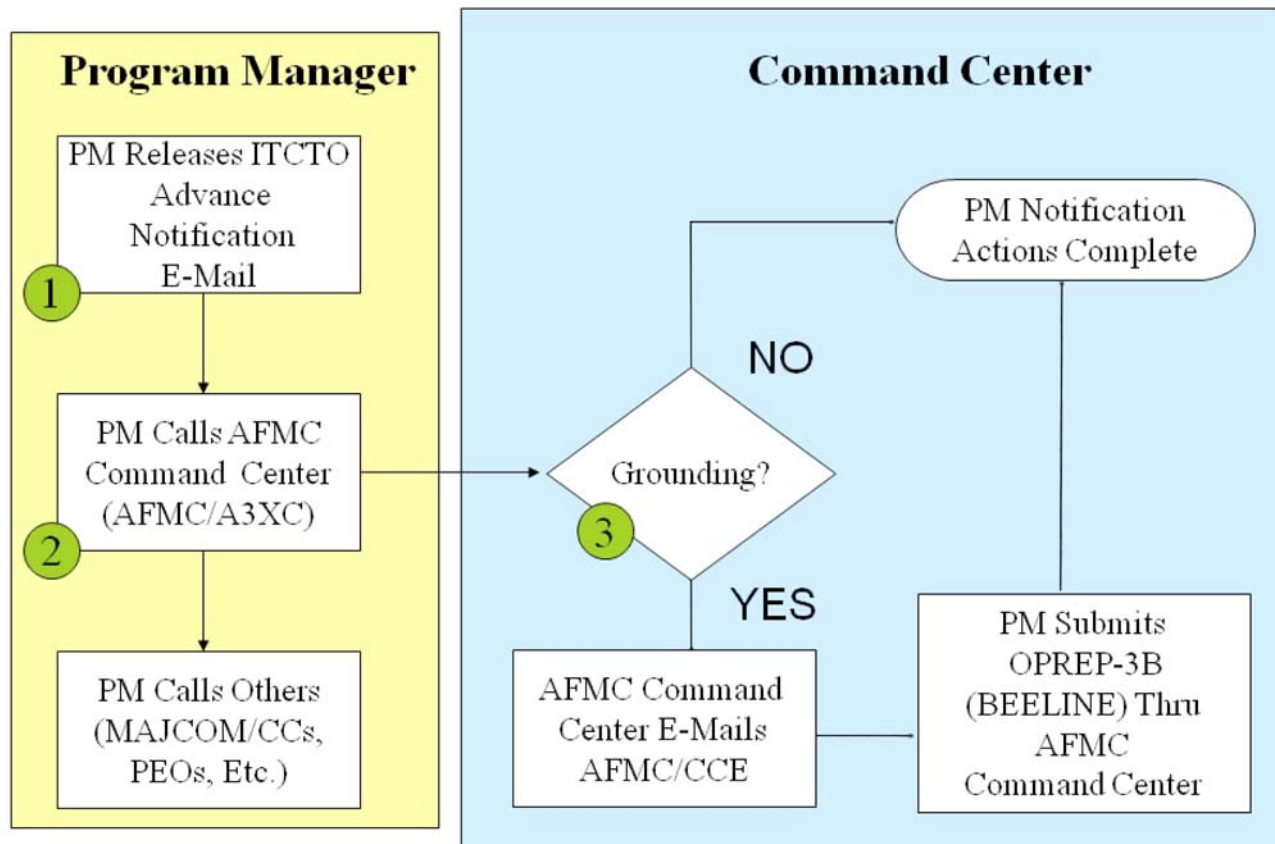 Program Manager
PM Releases ITCTO
Advance
Notification
E-Mail
1
PM Calls AFMC
Command Center
(AFMC/A3XC)
2
PM Calls Others
(MAJCOM/CCs,
PEOs, Etc.)
Command Center
Grounding?
3
NO
YES
AFMC Command
Center E-Mails
AFMC/CCE
PM Submits
OPREP-3B
(BEELINE) Thru
AFMC
Command Center
PM Notification
Actions Complete